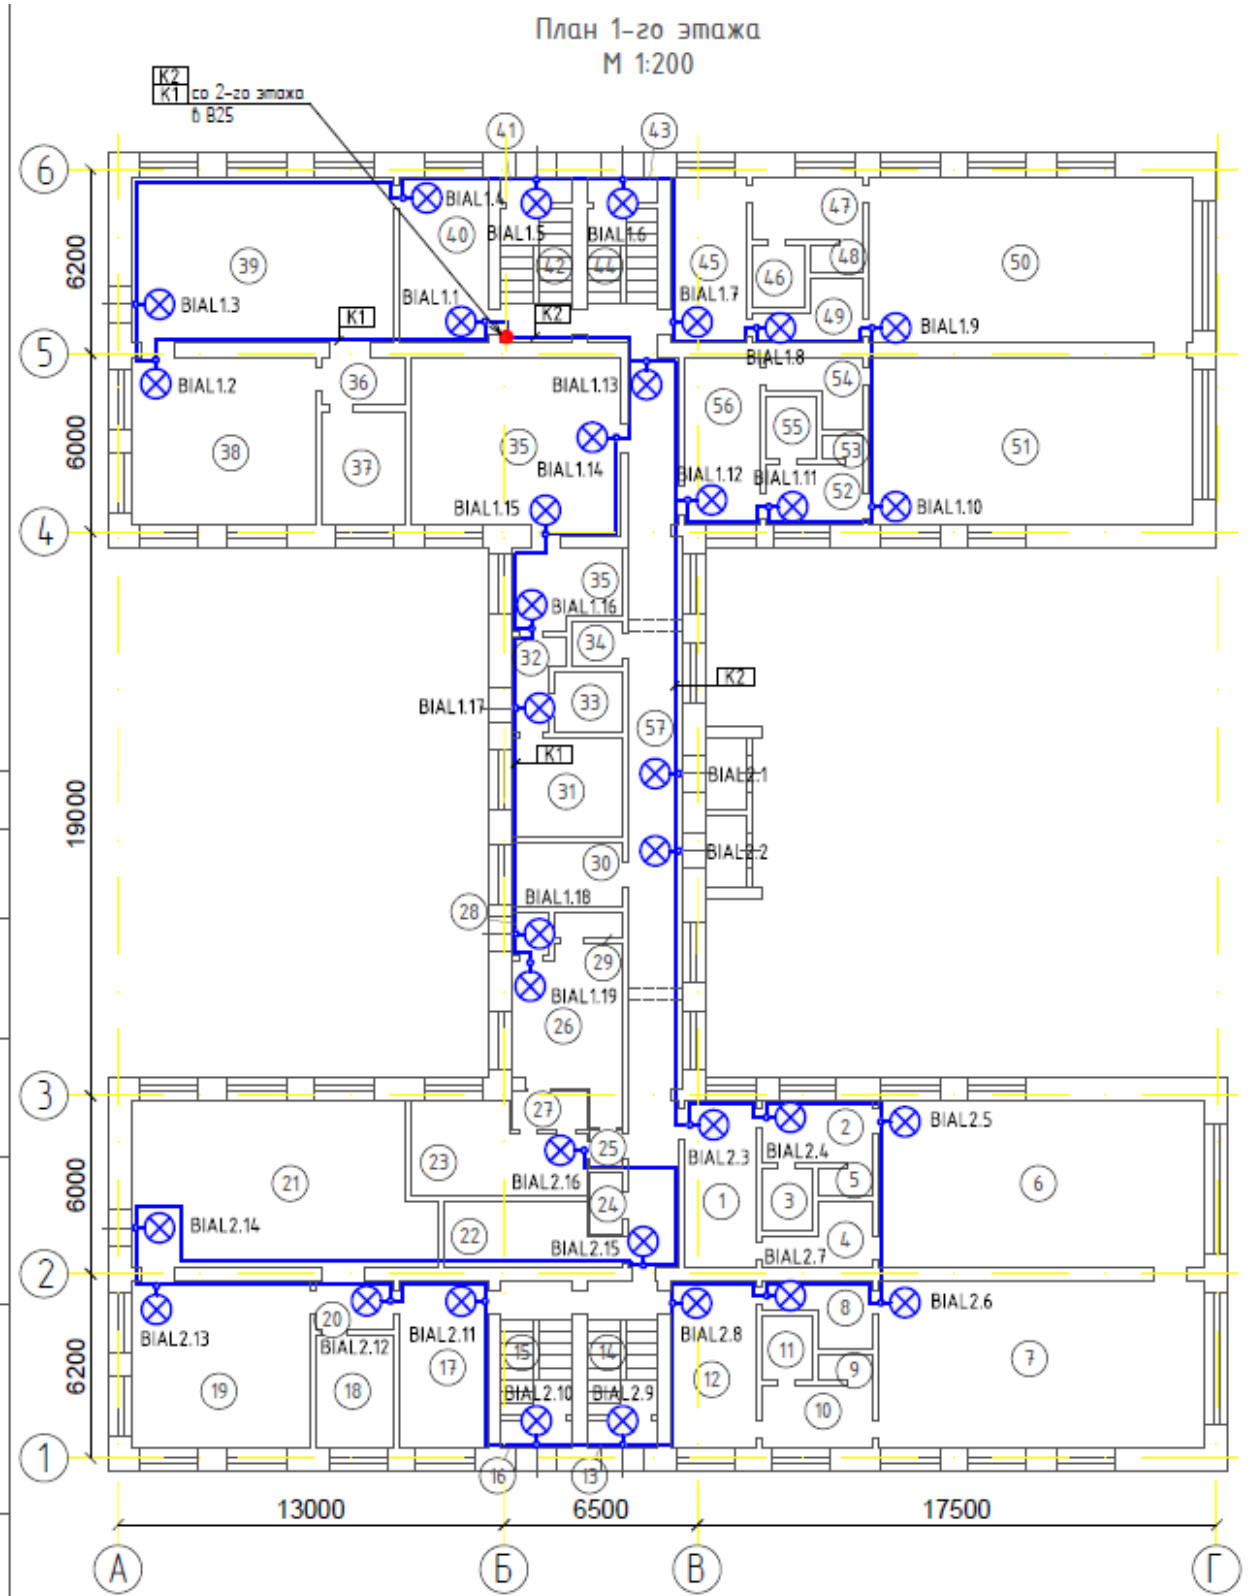 План 1-го этажа
М 1:200
К2
К1 со 2-го этажа
в В25
41
43
6
BIAL1.4
47
40
BIAL1.5
BIAL1.6
6200
39
42
44
45
46
48
50
BIAL1.3
BIAL1.1
BIAL1.7
49
К1
К2
BIAL1.9
5
BIAL1.8
BIAL1.2
36
BIAL1.13
54
56
55
6000
38
37
35
53
51
BIAL1.14
BIAL1.12
BIAL1.11
52
BIAL1.15
BIAL1.10
4
35
BIAL1.16
34
32
К2
BIAL1.17
33
57
К1
31
BIAL2.1
19000
30
BIAL2.2
BIAL1.18
28
29
BIAL1.19
26
3
27
2
BIAL2.5
25
BIAL2.3
BIAL2.4
23
BIAL2.16
5
6000
21
24
1
3
6
BIAL2.14
22
BIAL2.15
BIAL2.7
4
2
20
8
BIAL2.6
BIAL2.13
BIAL2.12
BIAL2.11
BIAL2.8
15
14
11
7
6200
19
18
17
BIAL2.10
BIAL2.9
12
9
10
1
16
13
13000
6500
17500
А
Б
В
Г